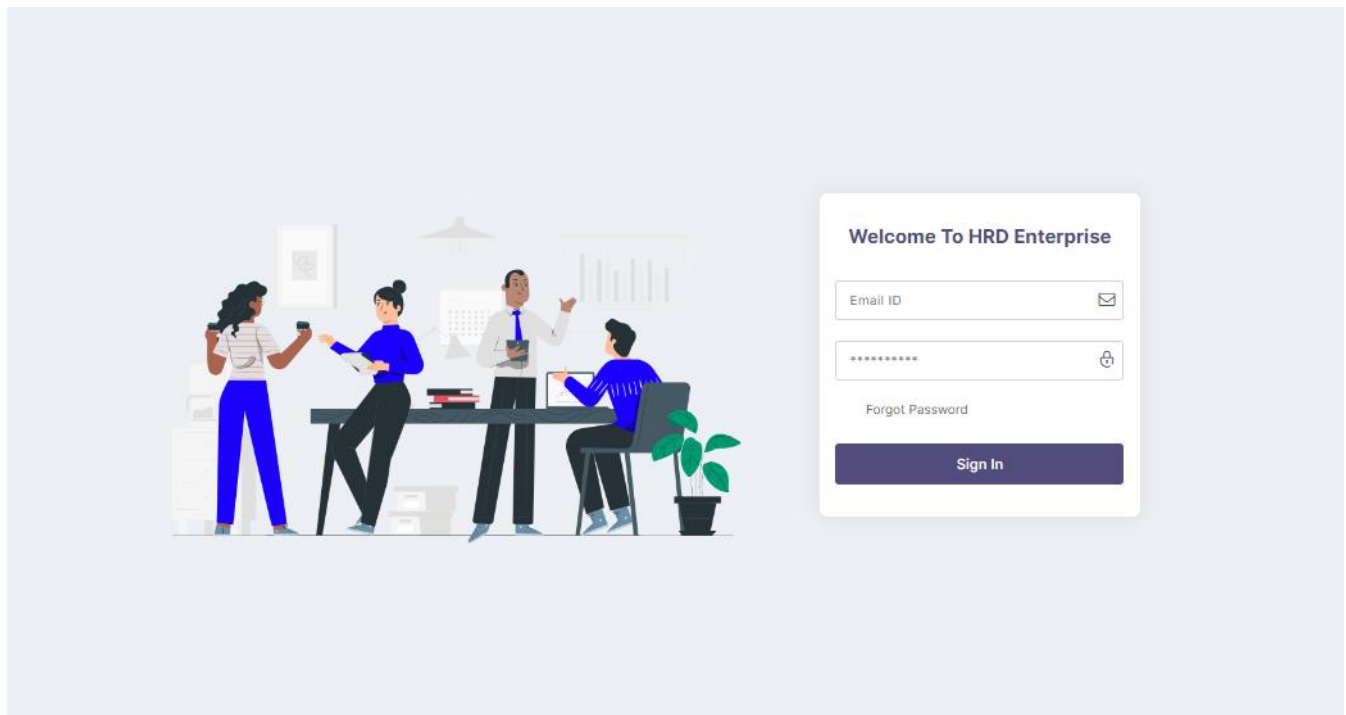 Welcome To HRD Enterprise
Email ID
**********
Forgot Password
Sign In